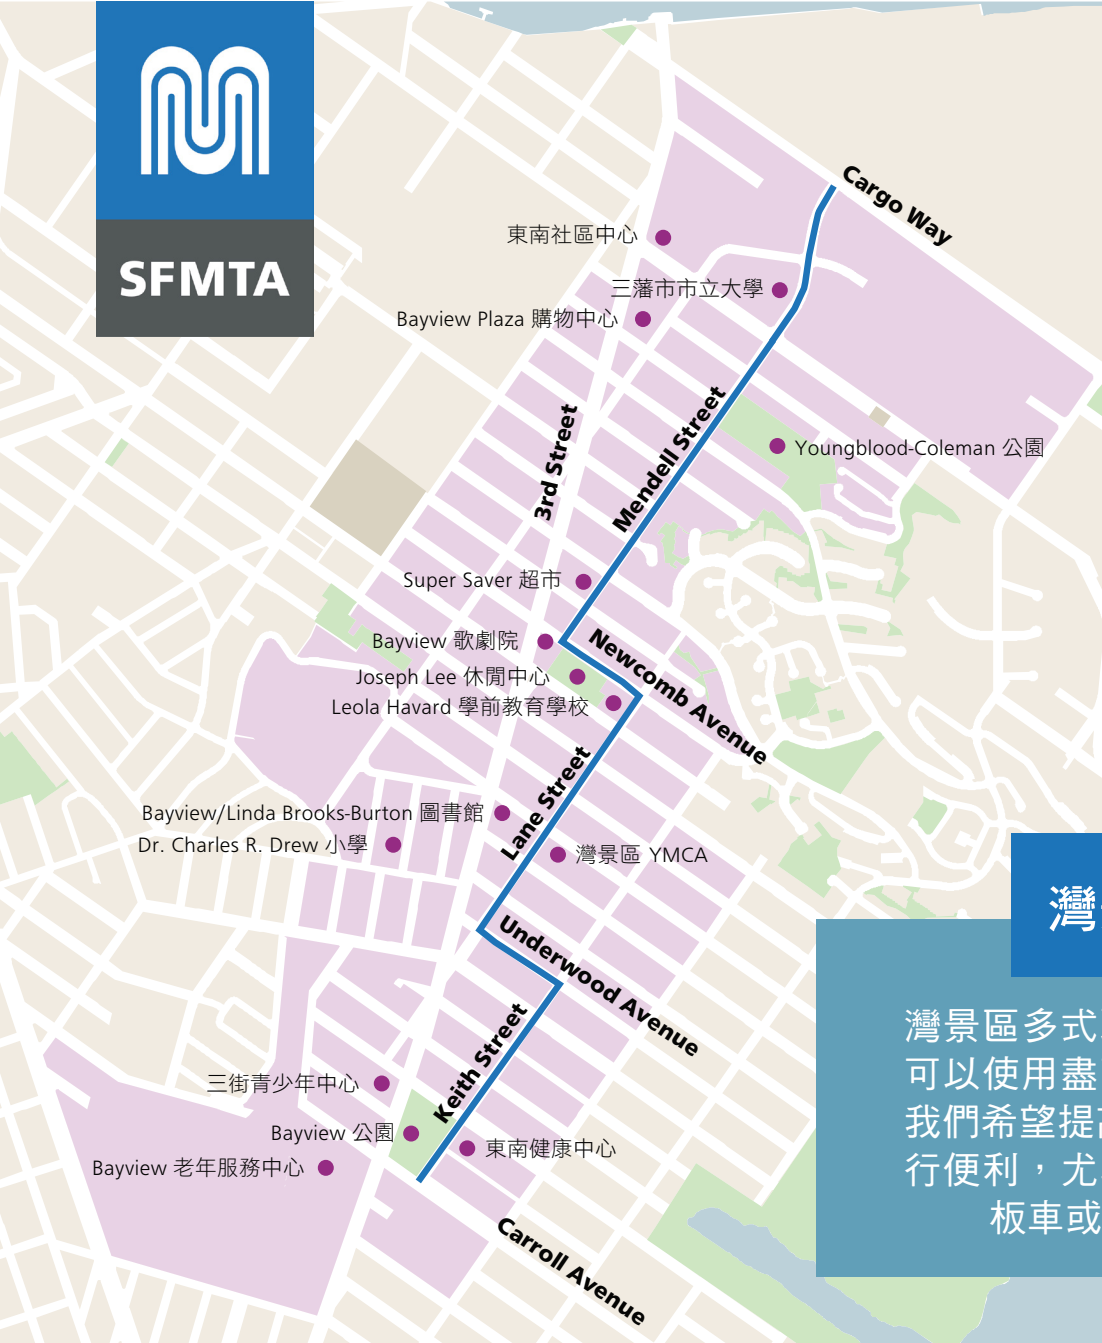 SFMTA
Cargo Way
東南社區中心
三藩市市立大學
Bayview Plaza 購物中心
3rd Street
Mendell Street
Youngblood-Coleman 公園
Super Saver 超市
Bayview 歌劇院
Newcomb Avenue
Joseph Lee 休閒中心
Leola Havard 學前教育學校
Lane Street
Bayview/Linda Brooks-Burton 圖書館
Dr. Charles R. Drew 小學
灣景區 YMCA
Underwood Avenue
Keith Street
三街青少年中心
Bayview 公園
東南健康中心
Bayview 老年服務中心
Carroll Avenue
灣
灣景區多式
可以使用盡
我們希望提
行便利，尤
板車或